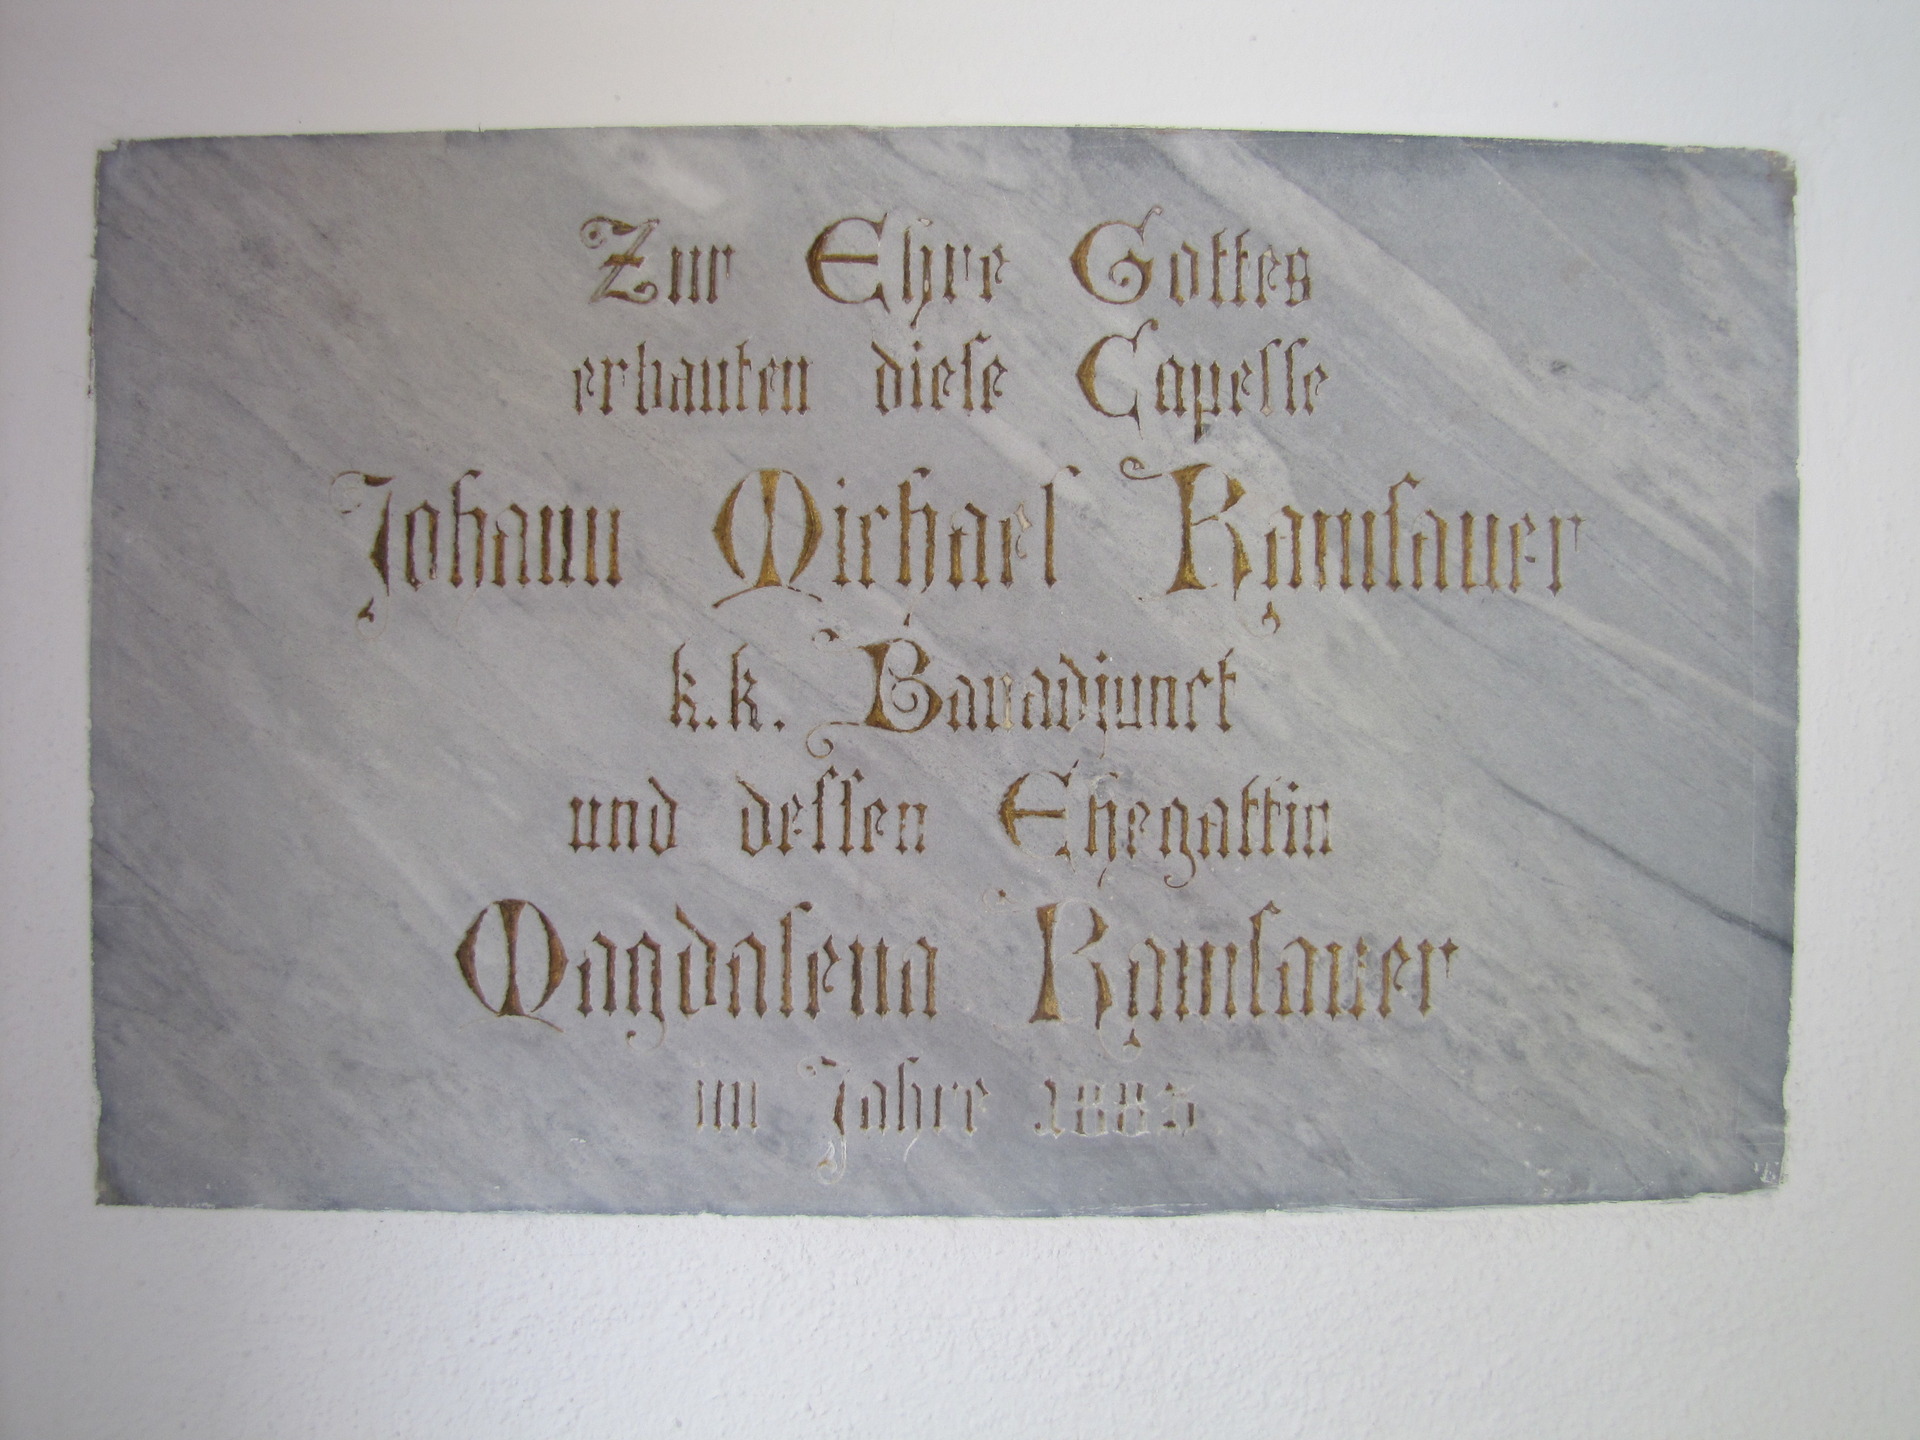 Zur Ehre Gottes
erbauten diese Capelle
Johann Michael Ramsauer
k.k. Bauadjunct
und dessen Ehegattin
Magdalena Ramsauer
im Jahre 1885